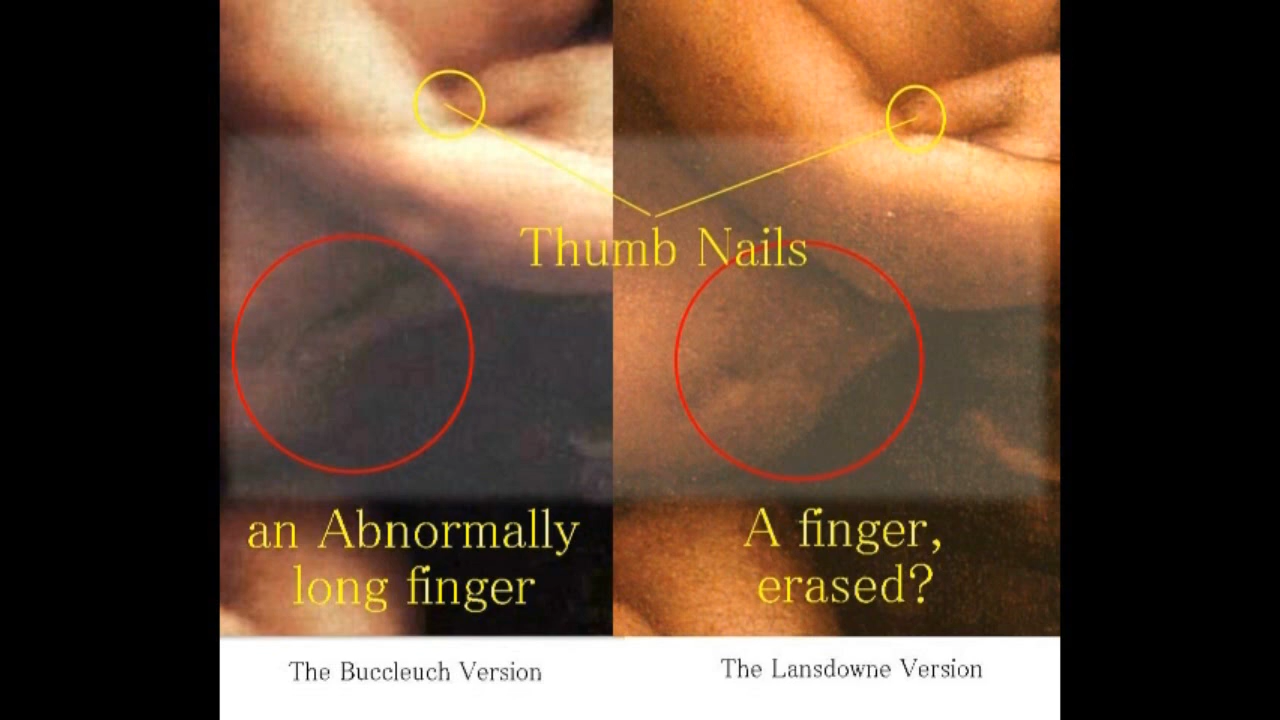 Thumb Nails
an Abnormally
long finger
A finger,
erased?
The Buccleuch Version
The Lansdowne Version